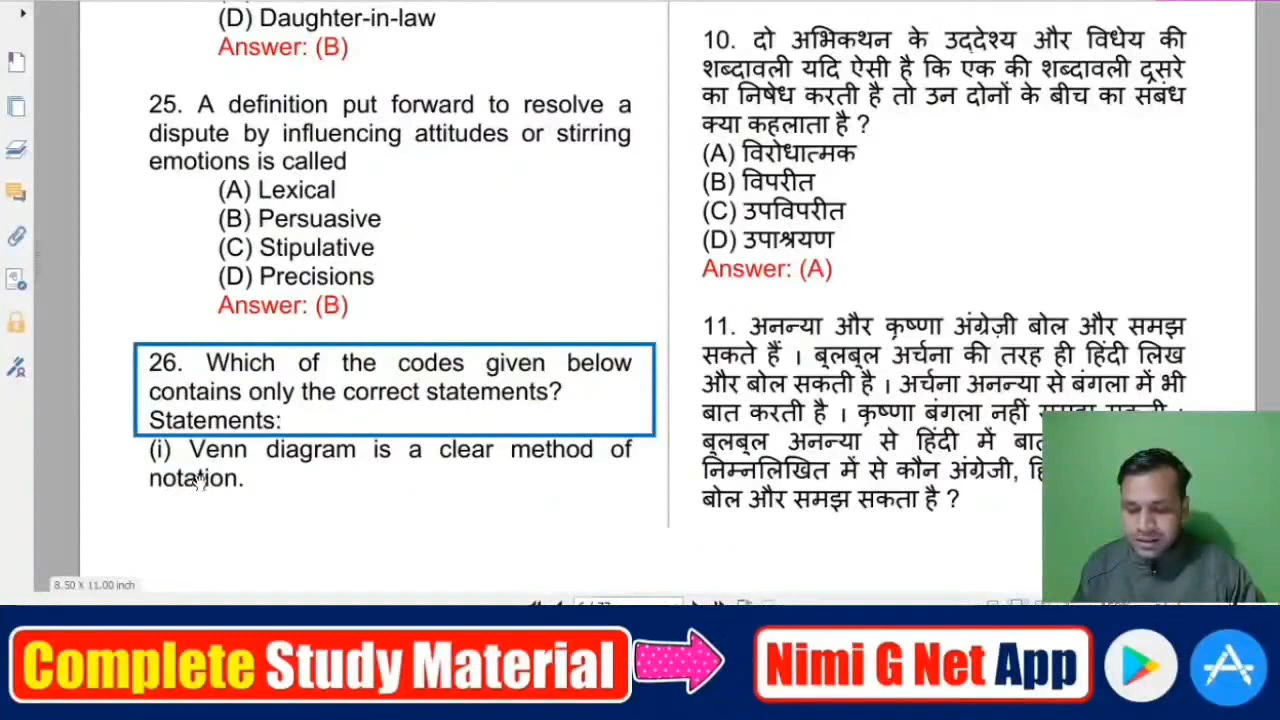 (D) Daughter-in-law
Answer: (B)
25. A definition put forward to resolve a
dispute by influencing attitudes or stirring
emotions is called
(A) Lexical
(B) Persuasive
(C) Stipulative
(D) Precisions
Answer: (B)
26. Which of the codes given below
contains only the correct statements?
Statements:
(i) Venn diagram is a clear method of
notation.
10. दो अभिकथन के उद्देश्य और विधेय की
शब्दावली यदि ऐसी है कि एक की शब्दावली दूसरे
का निषेध करती है तो उन दोनों के बीच का संबंध
क्या कहलाता है ?
(A) विरोधात्मक
(B) विपरीत
(C) उपविपरीत
(D) उपाश्रयण
Answer: (A)
11. अनन्या और कृष्णा अंग्रेज़ी बोल और समझ
सकते हैं । बुलबुल अर्चना की तरह ही हिंदी लिख
और बोल सकती है । अर्चना अनन्या से बंगला में भी
बात करती है । कृष्णा बंगला नहीं
बुलबुल अनन्या से हिंदी में
निम्नलिखित में से कौन अंग्रेजी,
बोल और समझ सकता है ?
8.50 X 11.00 inch
Complete Study Material
Nimi G Net App